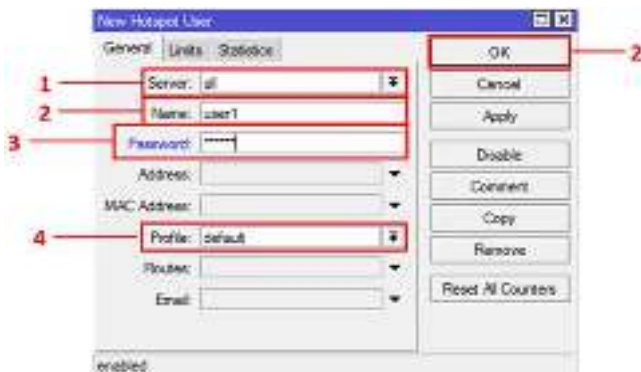 New Hotspot User
General Limits Statistics
1 Server: all
2 Name: user1
3 Password: ******
Address:
MAC Address:
4 Profile: default
Routes:
Email:
OK 2
Cancel
Apply
Disable
Comment
Copy
Remove
Reset All Counters
enabled